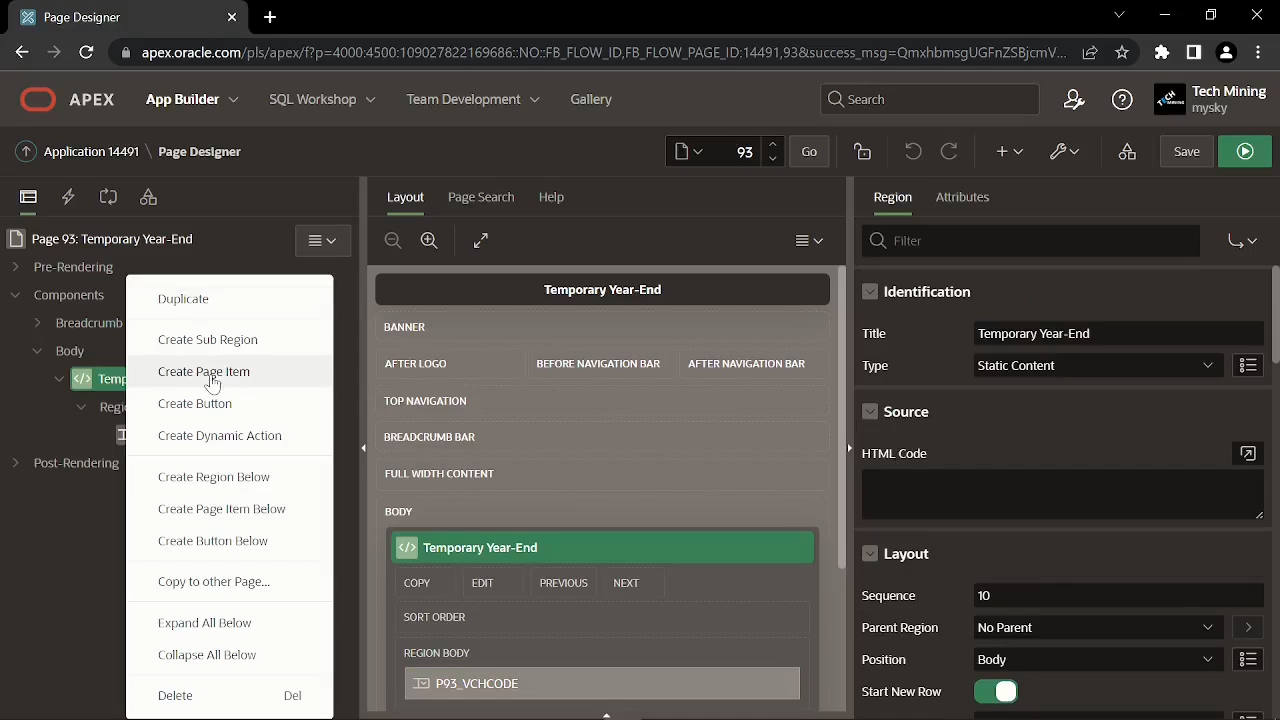 Page Designer
apex.oracle.com/pls/apex/f?p=4000:4500:109027822169686::NO::FB_FLOW_ID,FB_FLOW_PAGE_ID:14491,93&success_msg=QmxhbmsgUGFnZSBjcmV...
APEX App Builder SQL Workshop Team Development Gallery Search Tech Mining
mysky
Application 14491 \ Page Designer 93 Go Save
Layout Page Search Help Region Attributes
Page 93: Temporary Year-End Filter
Pre-Rendering
Components
Breadcrumb
Body
Temp
Regio
Post-Rendering
Duplicate
Create Sub Region
Create Page Item
Create Button
Create Dynamic Action
Create Region Below
Create Page Item Below
Create Button Below
Copy to other Page...
Expand All Below
Collapse All Below
Delete Del
Temporary Year-End
BANNER
AFTER LOGO BEFORE NAVIGATION BAR AFTER NAVIGATION BAR
TOP NAVIGATION
BREADCRUMB BAR
FULL WIDTH CONTENT
BODY
Temporary Year-End
COPY EDIT PREVIOUS NEXT
SORT ORDER
REGION BODY
P93_VCHCODE
Identification
Title Temporary Year-End
Type Static Content
Source
HTML Code
Layout
Sequence 10
Parent Region No Parent
Position Body
Start New Row